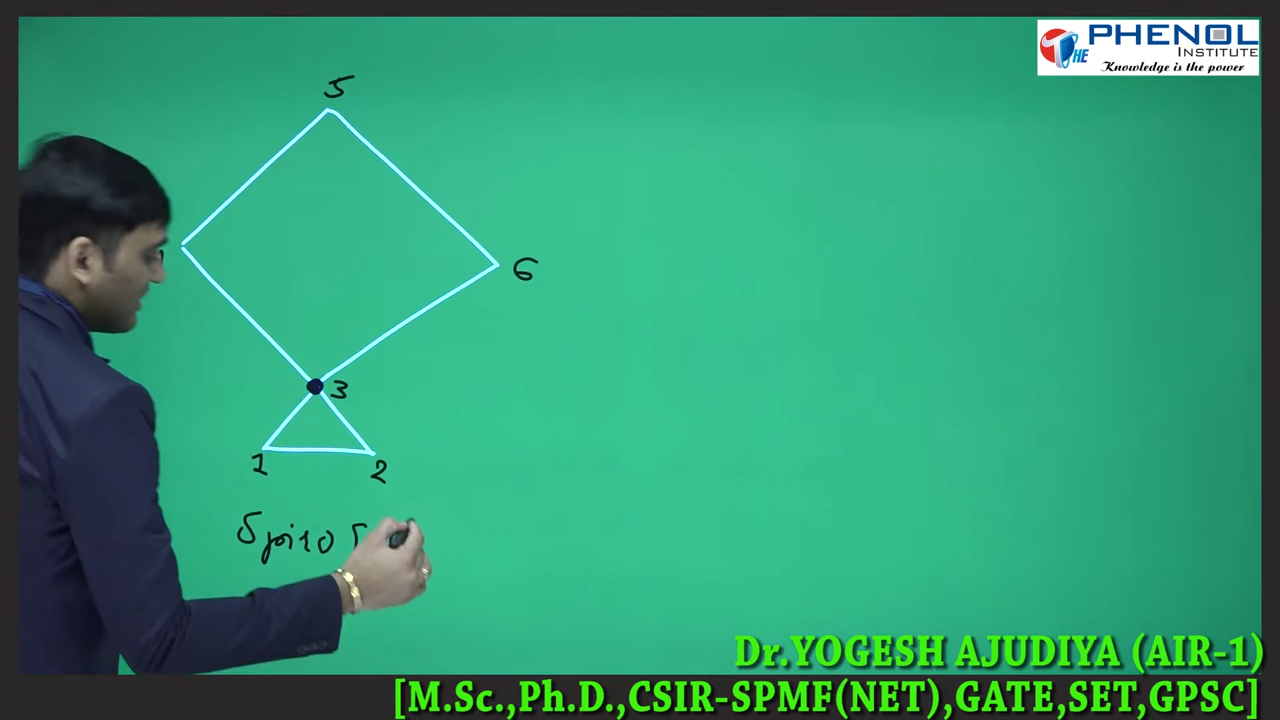 PHENOL
THE
INSTITUTE
Knowledge is the power
5
6
3
1
2
Spiro
Dr.YOGESH AJUDIYA (AIR-1)
[M.Sc.,Ph.D.,CSIR-SPMF(NET),GATE,SET,GPSC]